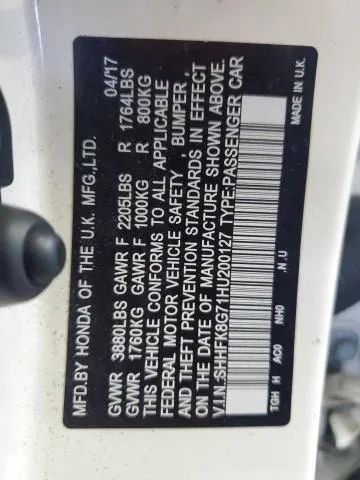 MFD.BY HONDA OF THE U.K. MFG.,LTD. 04/17
GVWR 3880LBS GAWR F 2205LBS R 1764LBS
GVWR 1760KG GAWR F 1000KG R 800KG
THIS VEHICLE CONFORMS TO ALL APPLICABLE
FEDERAL MOTOR VEHICLE SAFETY , BUMPER ,
AND THEFT PREVENTION STANDARDS IN EFFECT
ON THE DATE OF MANUFACTURE SHOWN ABOVE.
V.I.N.:SHHFK8G71HU200127 TYPE:PASSENGER CAR
TGH H AC0 NH0 .N,U MADE IN U.K.